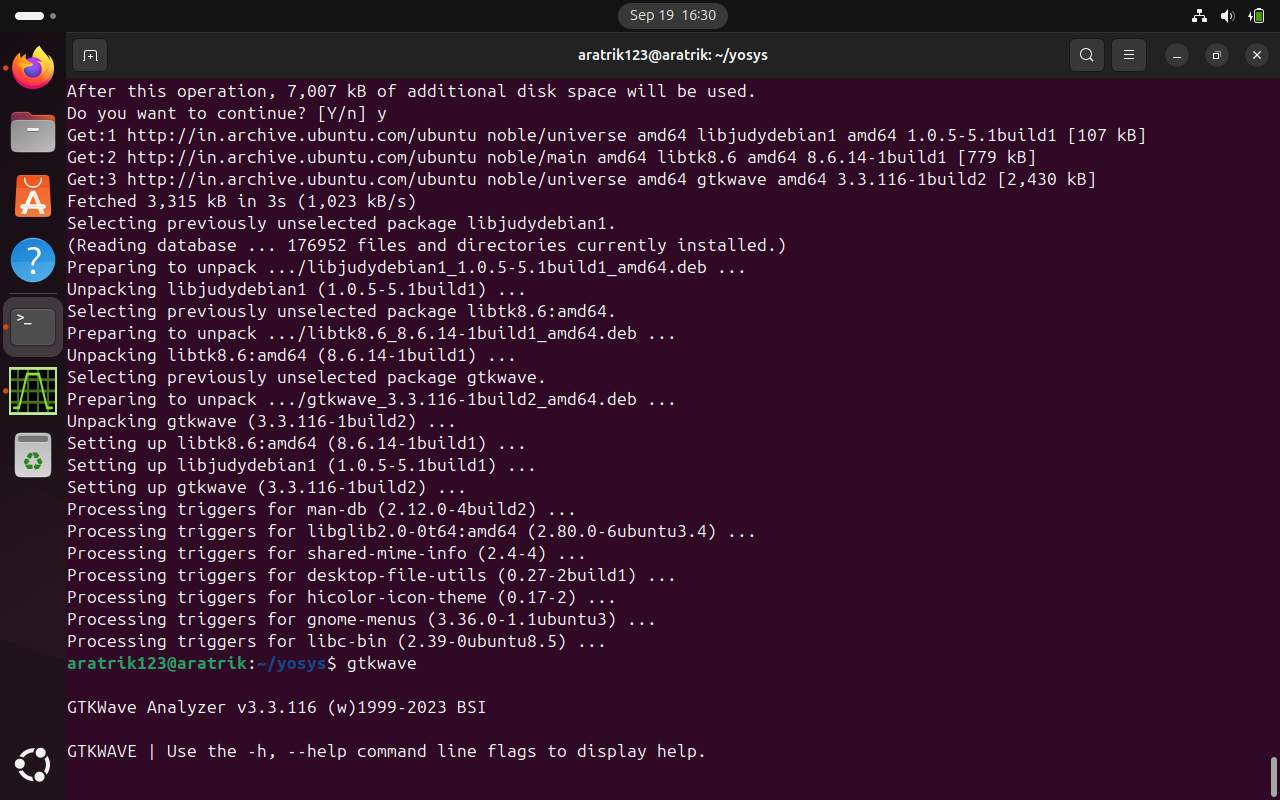 Sep 19 16:30
aratrik123@aratrik: ~/yosys
After this operation, 7,007 kB of additional disk space will be used.
Do you want to continue? [Y/n] y
Get:1 http://in.archive.ubuntu.com/ubuntu noble/universe amd64 libjudydebian1 amd64 1.0.5-5.1build1 [107 kB]
Get:2 http://in.archive.ubuntu.com/ubuntu noble/main amd64 libtk8.6 amd64 8.6.14-1build1 [779 kB]
Get:3 http://in.archive.ubuntu.com/ubuntu noble/universe amd64 gtkwave amd64 3.3.116-1build2 [2,430 kB]
Fetched 3,315 kB in 3s (1,023 kB/s)
Selecting previously unselected package libjudydebian1.
(Reading database ... 176952 files and directories currently installed.)
Preparing to unpack .../libjudydebian1_1.0.5-5.1build1_amd64.deb ...
Unpacking libjudydebian1 (1.0.5-5.1build1) ...
Selecting previously unselected package libtk8.6:amd64.
Preparing to unpack .../libtk8.6_8.6.14-1build1_amd64.deb ...
Unpacking libtk8.6:amd64 (8.6.14-1build1) ...
Selecting previously unselected package gtkwave.
Preparing to unpack .../gtkwave_3.3.116-1build2_amd64.deb ...
Unpacking gtkwave (3.3.116-1build2) ...
Setting up libtk8.6:amd64 (8.6.14-1build1) ...
Setting up libjudydebian1 (1.0.5-5.1build1) ...
Setting up gtkwave (3.3.116-1build2) ...
Processing triggers for man-db (2.12.0-4build2) ...
Processing triggers for libglib2.0-0t64:amd64 (2.80.0-6ubuntu3.4) ...
Processing triggers for shared-mime-info (2.4-4) ...
Processing triggers for desktop-file-utils (0.27-2build1) ...
Processing triggers for hicolor-icon-theme (0.17-2) ...
Processing triggers for gnome-menus (3.36.0-1.1ubuntu3) ...
Processing triggers for libc-bin (2.39-0ubuntu8.5) ...
aratrik123@aratrik:~/yosys$ gtkwave
GTKWave Analyzer v3.3.116 (w)1999-2023 BSI
GTKWAVE | Use the -h, --help command line flags to display help.